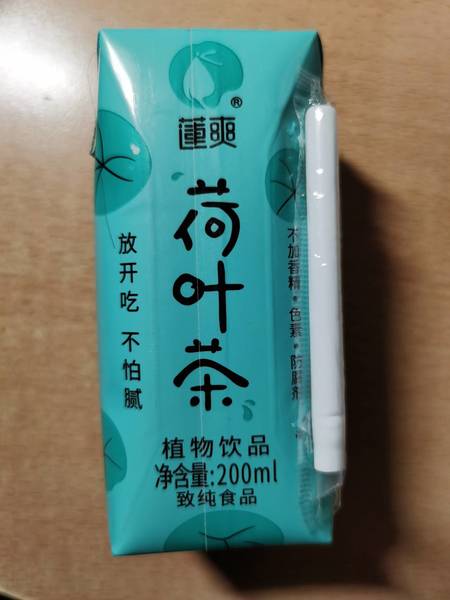 蓮爽®
荷叶茶
放开吃 不怕腻
不加香精·色素·防腐剂
植物饮品
净含量:200ml
致纯食品